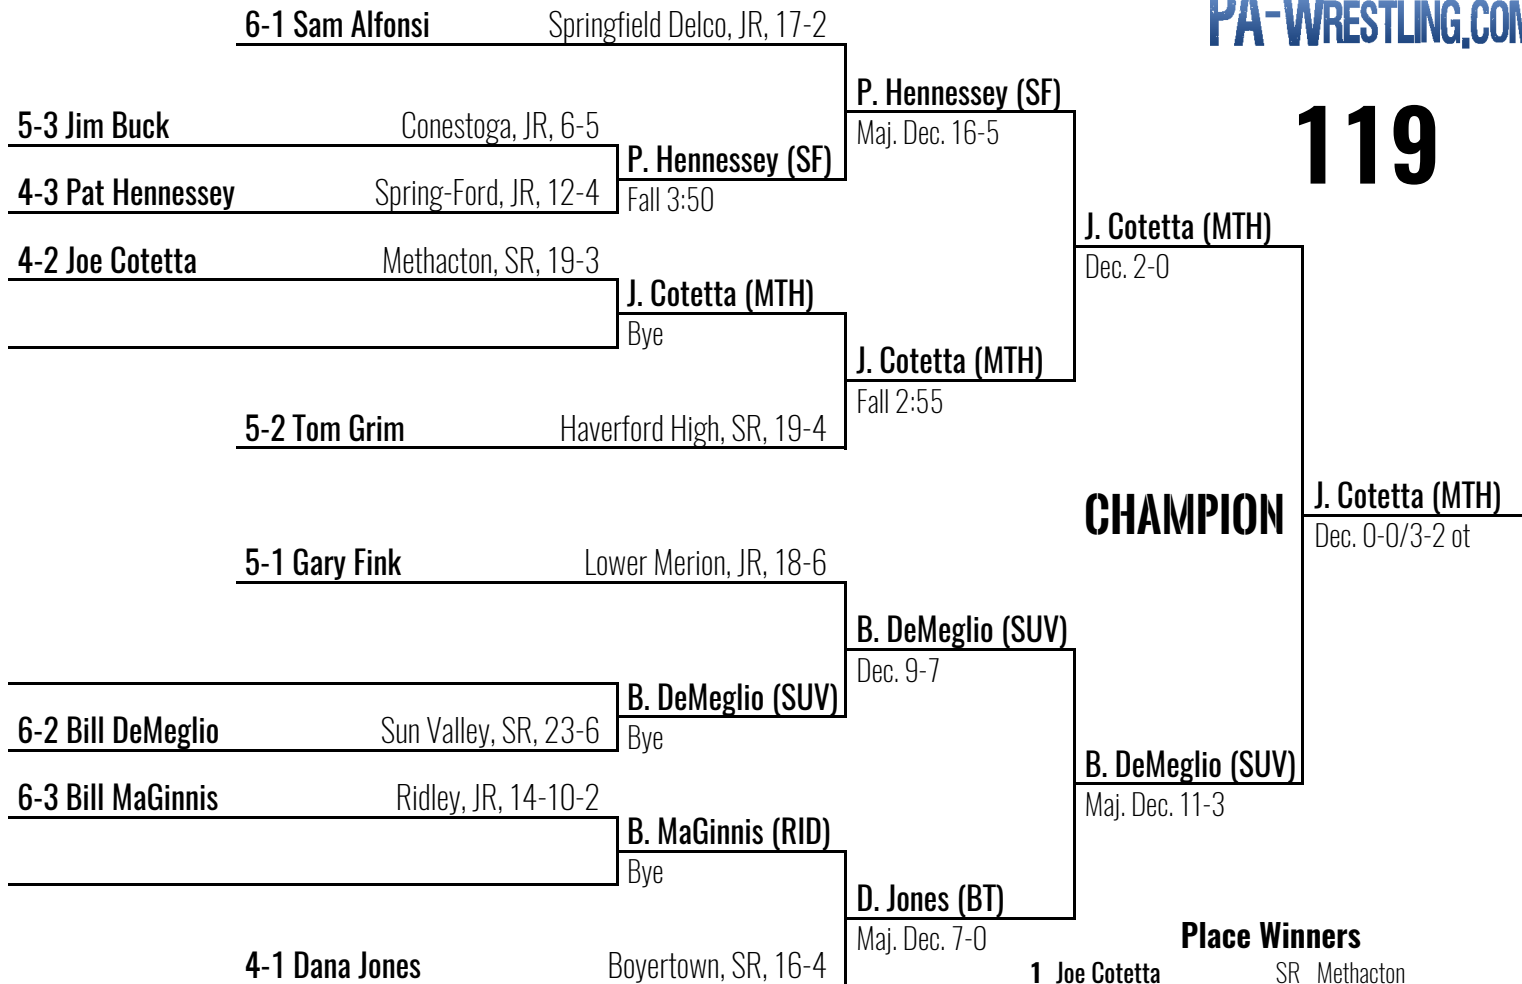 6-1 Sam Alfonsi Springfield Delco, JR, 17-2
PA-WRESTLING.COM
P. Hennessey (SF)
119
5-3 Jim Buck Conestoga, JR, 6-5
Maj. Dec. 16-5
P. Hennessey (SF)
4-3 Pat Hennessey Spring-Ford, JR, 12-4
Fall 3:50
J. Cotetta (MTH)
4-2 Joe Cotetta Methacton, SR, 19-3
Dec. 2-0
J. Cotetta (MTH)
Bye
J. Cotetta (MTH)
Fall 2:55
5-2 Tom Grim Haverford High, SR, 19-4
CHAMPION
J. Cotetta (MTH)
Dec. 0-0/3-2 ot
5-1 Gary Fink Lower Merion, JR, 18-6
B. DeMeglio (SUV)
Dec. 9-7
B. DeMeglio (SUV)
6-2 Bill DeMeglio Sun Valley, SR, 23-6
Bye
B. DeMeglio (SUV)
6-3 Bill MaGinnis Ridley, JR, 14-10-2
Maj. Dec. 11-3
B. MaGinnis (RID)
Bye
D. Jones (BT)
Maj. Dec. 7-0
Place Winners
4-1 Dana Jones Boyertown, SR, 16-4
1 Joe Cotetta SR Methacton